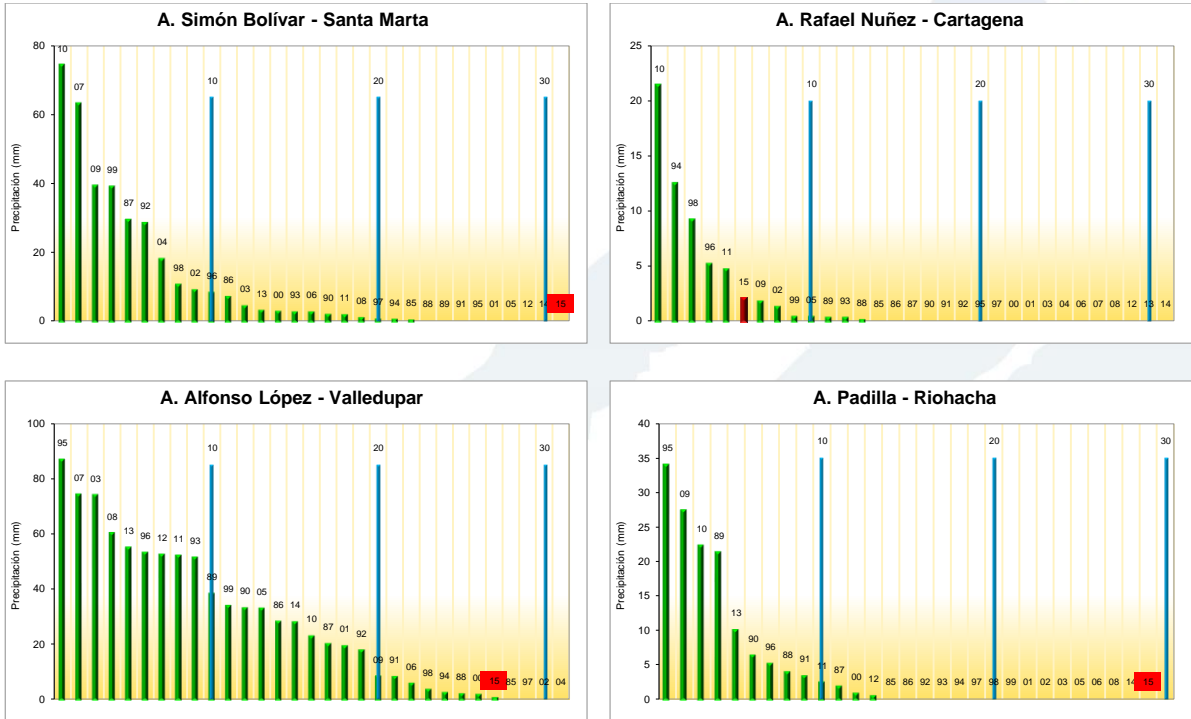 A. Simón Bolívar - Santa Marta
Precipitación (mm)
80
60
40
20
0
10 20 30
10 07 09 99 87 92 04 98 02 96 86 03 13 00 93 06 90 11 08 97 94 85 88 89 91 95 01 05 12 14 15
A. Rafael Nuñez - Cartagena
Precipitación (mm)
25
20
15
10
5
0
10 20 30
10 94 98 96 11 15 09 02 99 05 89 93 88 85 86 87 90 91 92 95 97 00 01 03 04 06 07 08 12 13 14
A. Alfonso López - Valledupar
Precipitación (mm)
100
80
60
40
20
0
10 20 30
95 07 03 08 13 96 12 11 93 89 99 90 05 86 14 10 87 01 92 09 91 06 98 94 88 00 15 85 97 02 04
A. Padilla - Riohacha
Precipitación (mm)
40
35
30
25
20
15
10
5
0
10 20 30
95 09 10 89 13 90 96 88 91 11 87 00 12 85 86 92 93 94 97 98 99 01 02 03 05 06 08 14 15